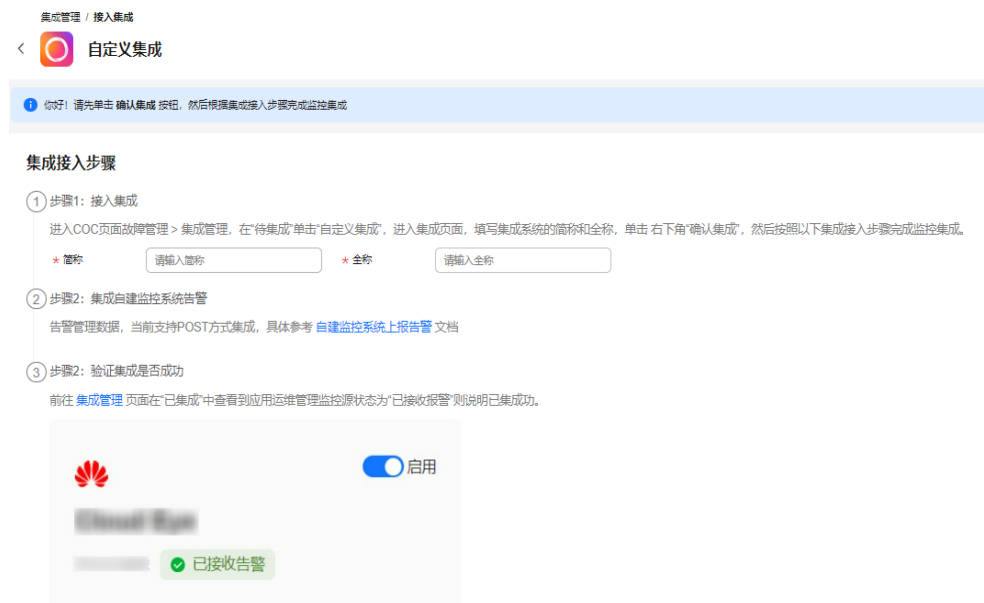 集成管理 / 接入集成
自定义集成
你好！请先单击 确认集成 按钮，然后根据集成接入步骤完成监控集成
集成接入步骤
1 步骤1：接入集成
进入COC页面故障管理 > 集成管理，在“待集成”单击“自定义集成”，进入集成页面，填写集成系统的简称和全称，单击 右下角“确认集成”，然后按照以下集成接入步骤完成监控集成。
* 简称 请输入简称 * 全称 请输入全称
2 步骤2：集成自建监控系统告警
告警管理数据，当前支持POST方式集成，具体参考 自建监控系统上报告警 文档
3 步骤2：验证集成是否成功
前往 集成管理 页面在“已集成”中查看到应用运维管理监控源状态为“已接收报警”则说明已集成成功。
启用
Cloud Eye
已接收告警